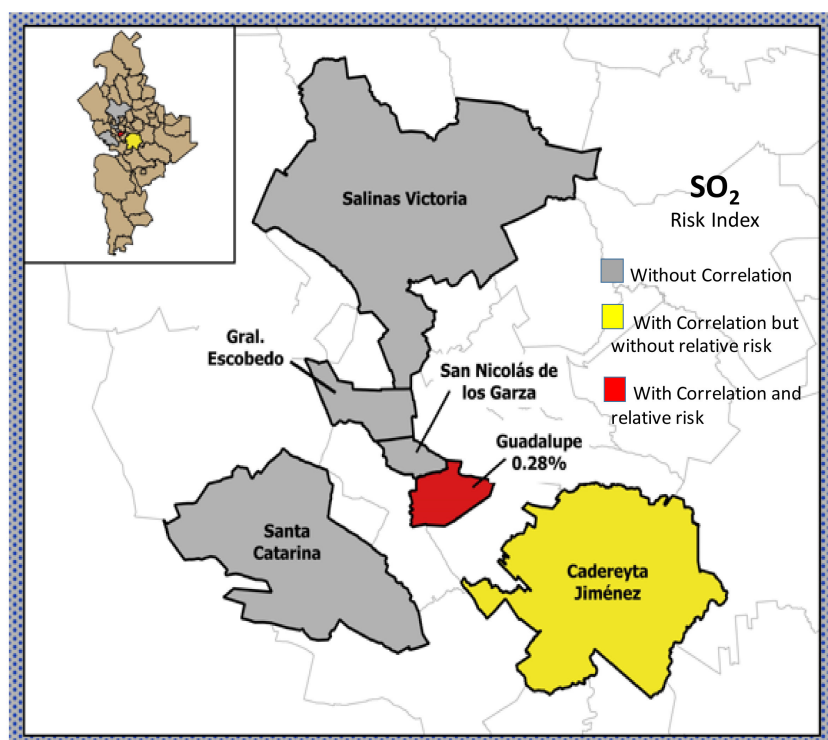 SO₂
Risk Index
Without Correlation
With Correlation but
without relative risk
With Correlation and
relative risk
Salinas Victoria
Gral.
Escobedo
San Nicolás de
los Garza
Guadalupe
0.28%
Santa
Catarina
Cadereyta
Jiménez